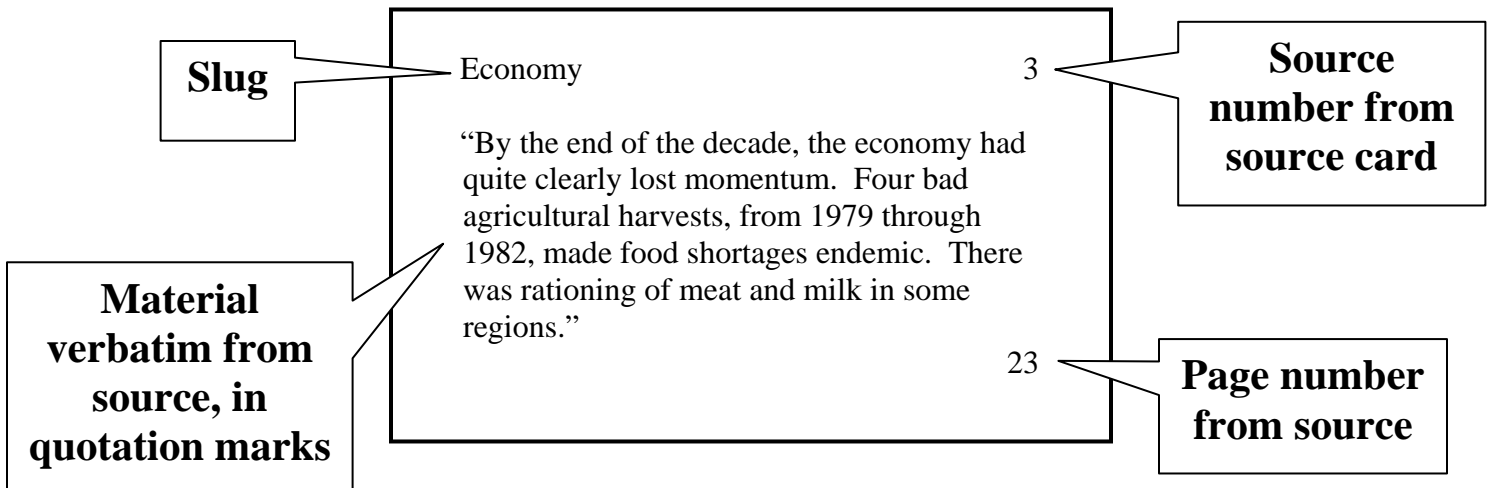 Slug
Economy 3
Source
number from
source card
“By the end of the decade, the economy had
quite clearly lost momentum. Four bad
agricultural harvests, from 1979 through
1982, made food shortages endemic. There
was rationing of meat and milk in some
regions.”
Material
verbatim from
source, in
quotation marks
23
Page number
from source